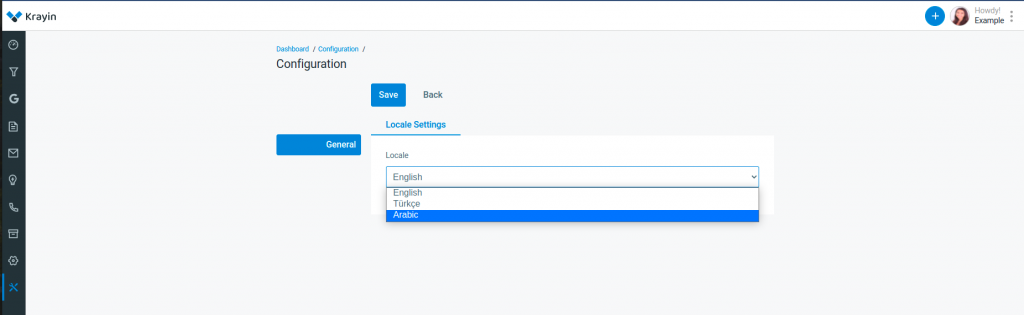 Krayin
Howdy!
Example
Dashboard / Configuration /
Configuration
Save Back
Locale Settings
General
Locale
English
English
Türkçe
Arabic